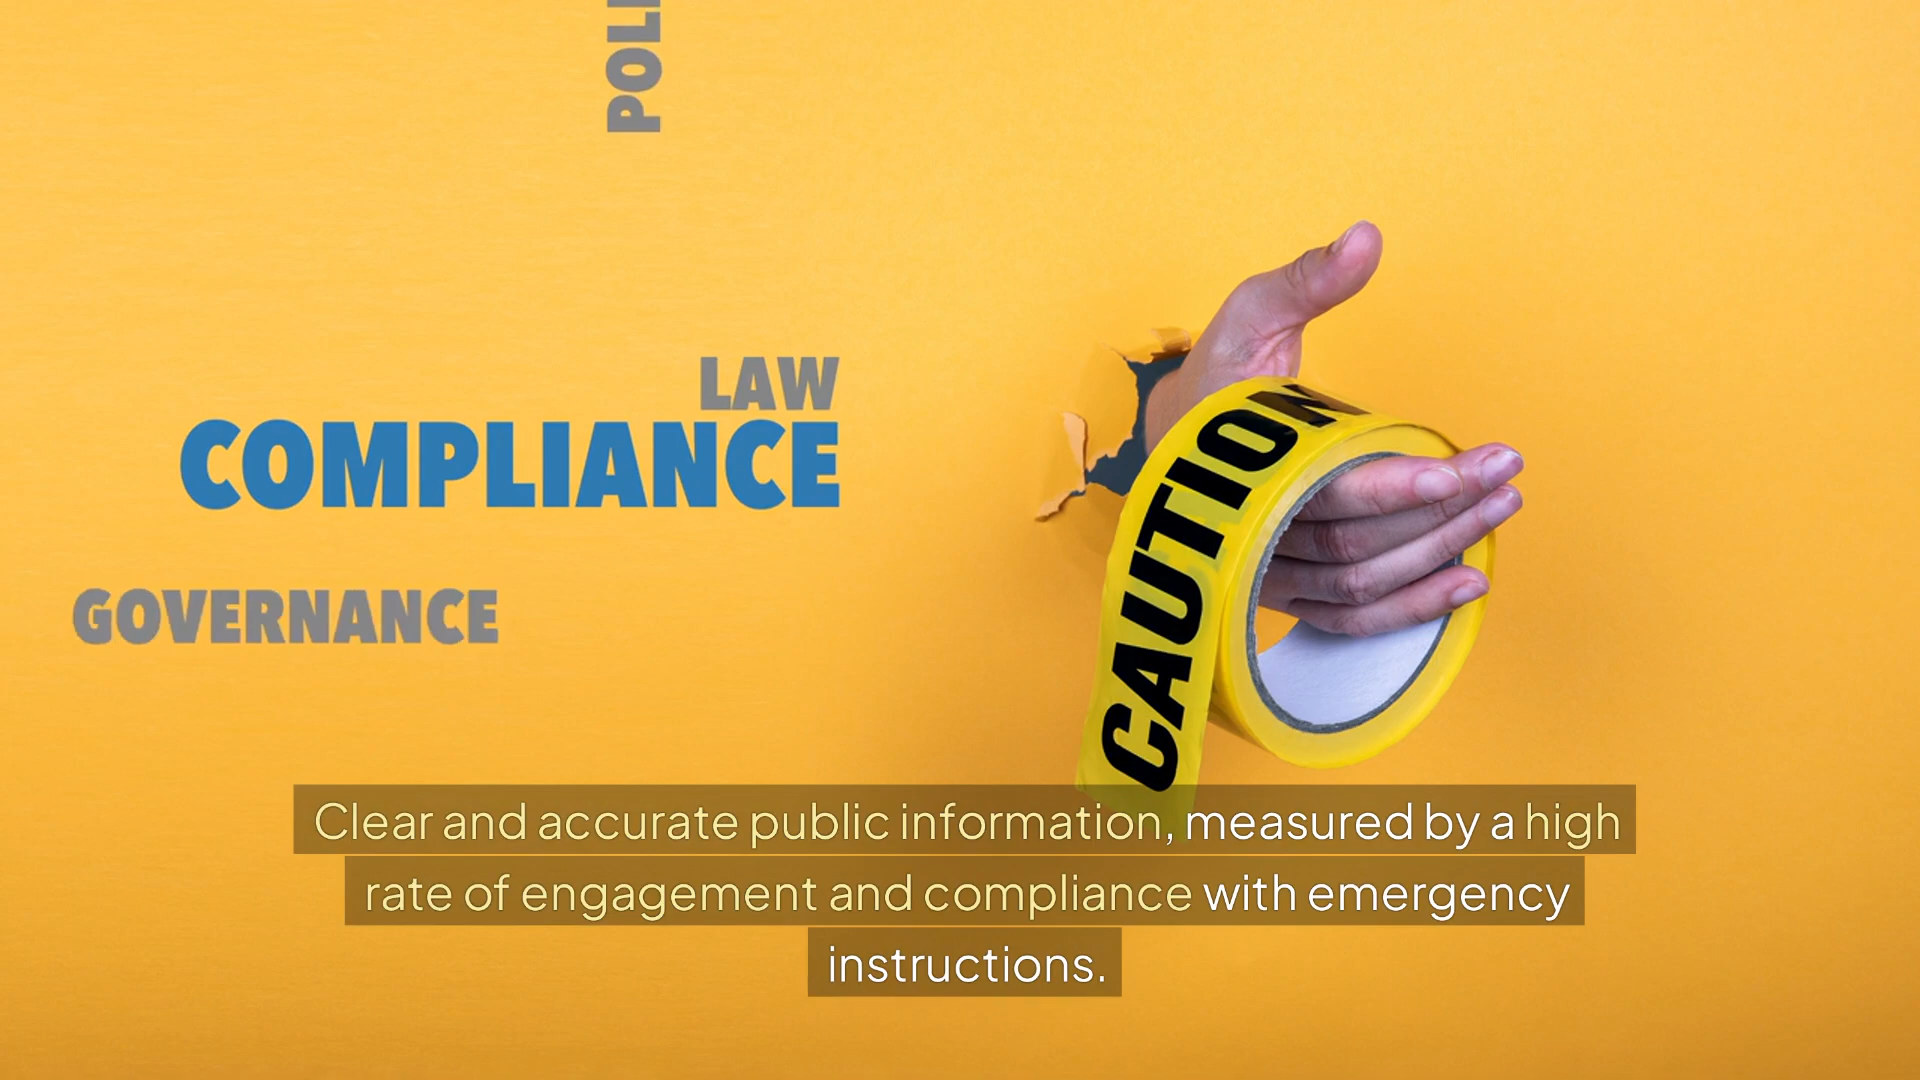 POLI
LAW
COMPLIANCE
GOVERNANCE
CAUTION
Clear and accurate public information, measured by a high
rate of engagement and compliance with emergency
instructions.